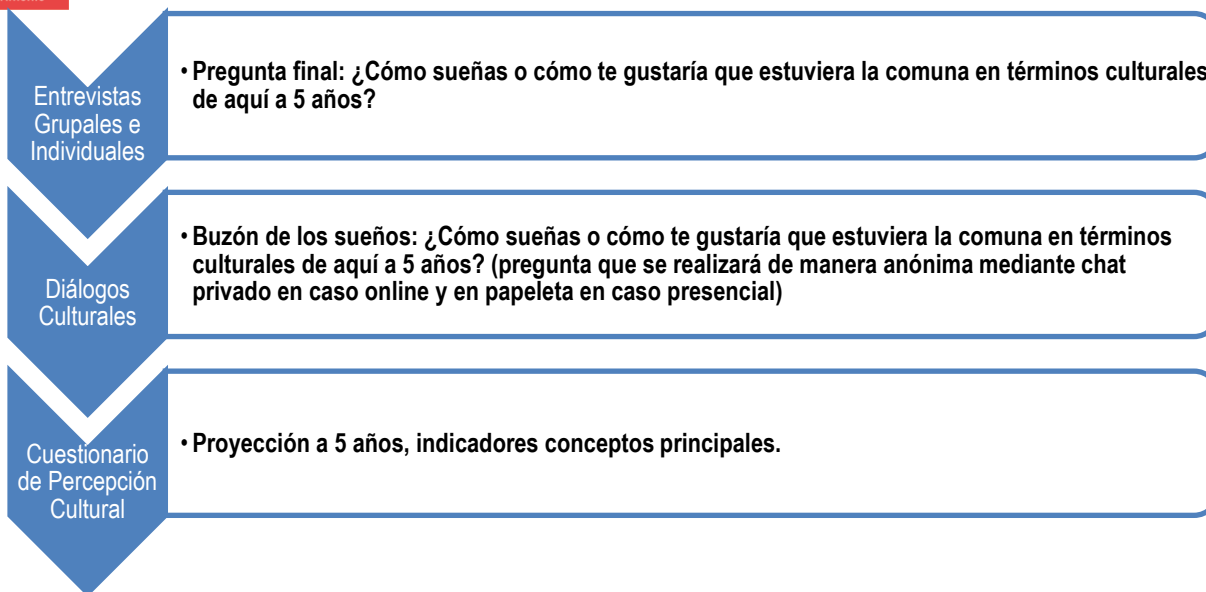 Entrevistas
Grupales e
Individuales
• Pregunta final: ¿Cómo sueñas o cómo te gustaría que estuviera la comuna en términos culturales
de aquí a 5 años?
Diálogos
Culturales
• Buzón de los sueños: ¿Cómo sueñas o cómo te gustaría que estuviera la comuna en términos
culturales de aquí a 5 años? (pregunta que se realizará de manera anónima mediante chat
privado en caso online y en papeleta en caso presencial)
Cuestionario
de Percepción
Cultural
• Proyección a 5 años, indicadores conceptos principales.